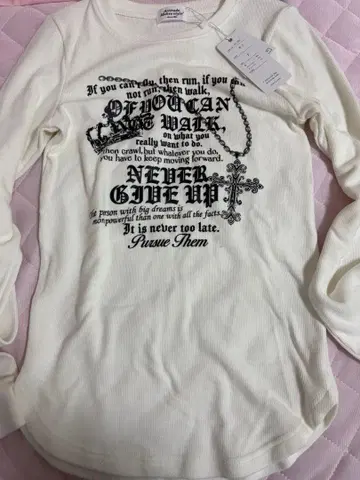 If you can fly, then run, if you can
not run, then walk,
OF YOU CAN
NOT WALK,
on what you
really want to do.
then crawl, but whatever you do,
you have to keep moving forward.
NEVER
GIVE UP
The person with big dreams is
more powerful than one with all the facts.
It is never too late.
Pursue Them